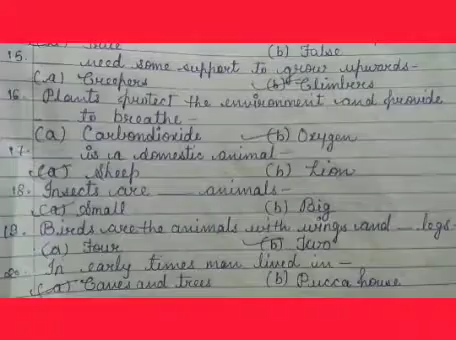 (b) False
15. need some support to grow upwards-
(a) Creepers (b) Climbers
16. Plants protect the environment and provide
to breathe-
(a) Carbondioxide (b) Oxygen
17. is a domestic animal-
(a) Sheep (b) Lion
18. Insects are ___ animals-
(a) Small (b) Big
19. Birds are the animals with wings and __ legs.
(a) Four (b) Two
20. In early times man lived in-
(a) Caves and trees (b) Pucca house